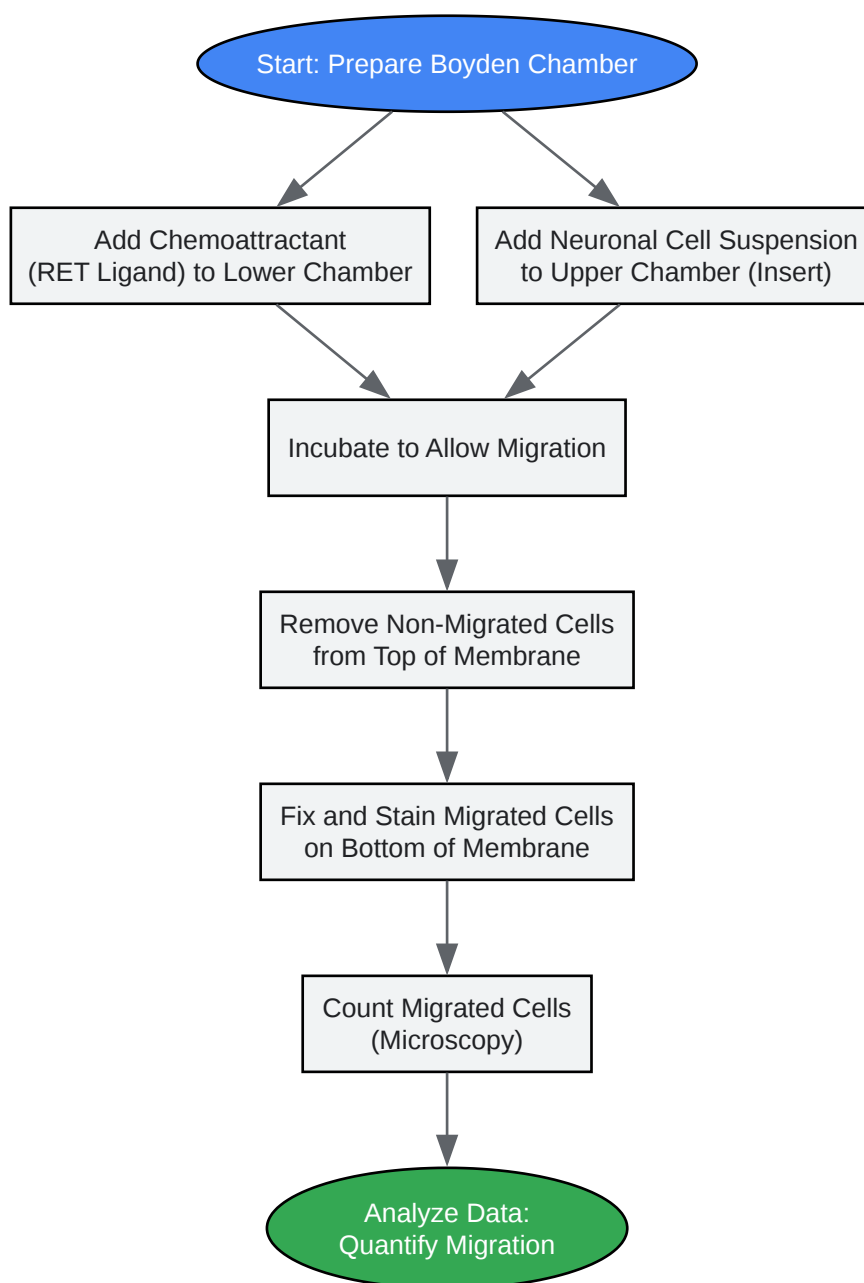 Start: Prepare Boyden Chamber
Add Chemoattractant
(RET Ligand) to Lower Chamber
Add Neuronal Cell Suspension
to Upper Chamber (Insert)
Incubate to Allow Migration
Remove Non-Migrated Cells
from Top of Membrane
Fix and Stain Migrated Cells
on Bottom of Membrane
Count Migrated Cells
(Microscopy)
Analyze Data:
Quantify Migration